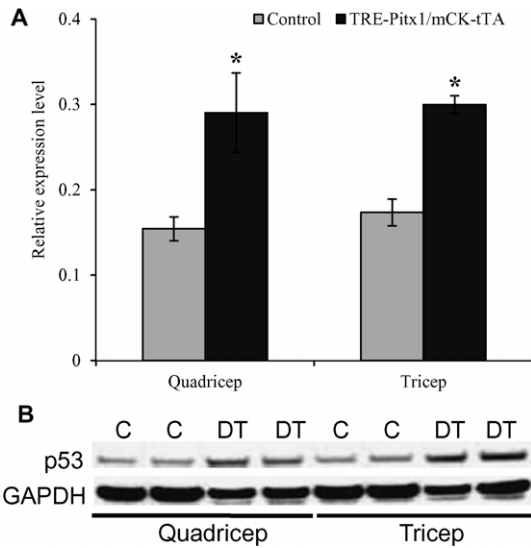 A
Control TRE-Pitx1/mCK-tTA
0.4
0.3
0.2
0.1
0
Relative expression level
*
*
Quadricep Tricep
B
C C DT DT C C DT DT
p53
GAPDH
Quadricep Tricep